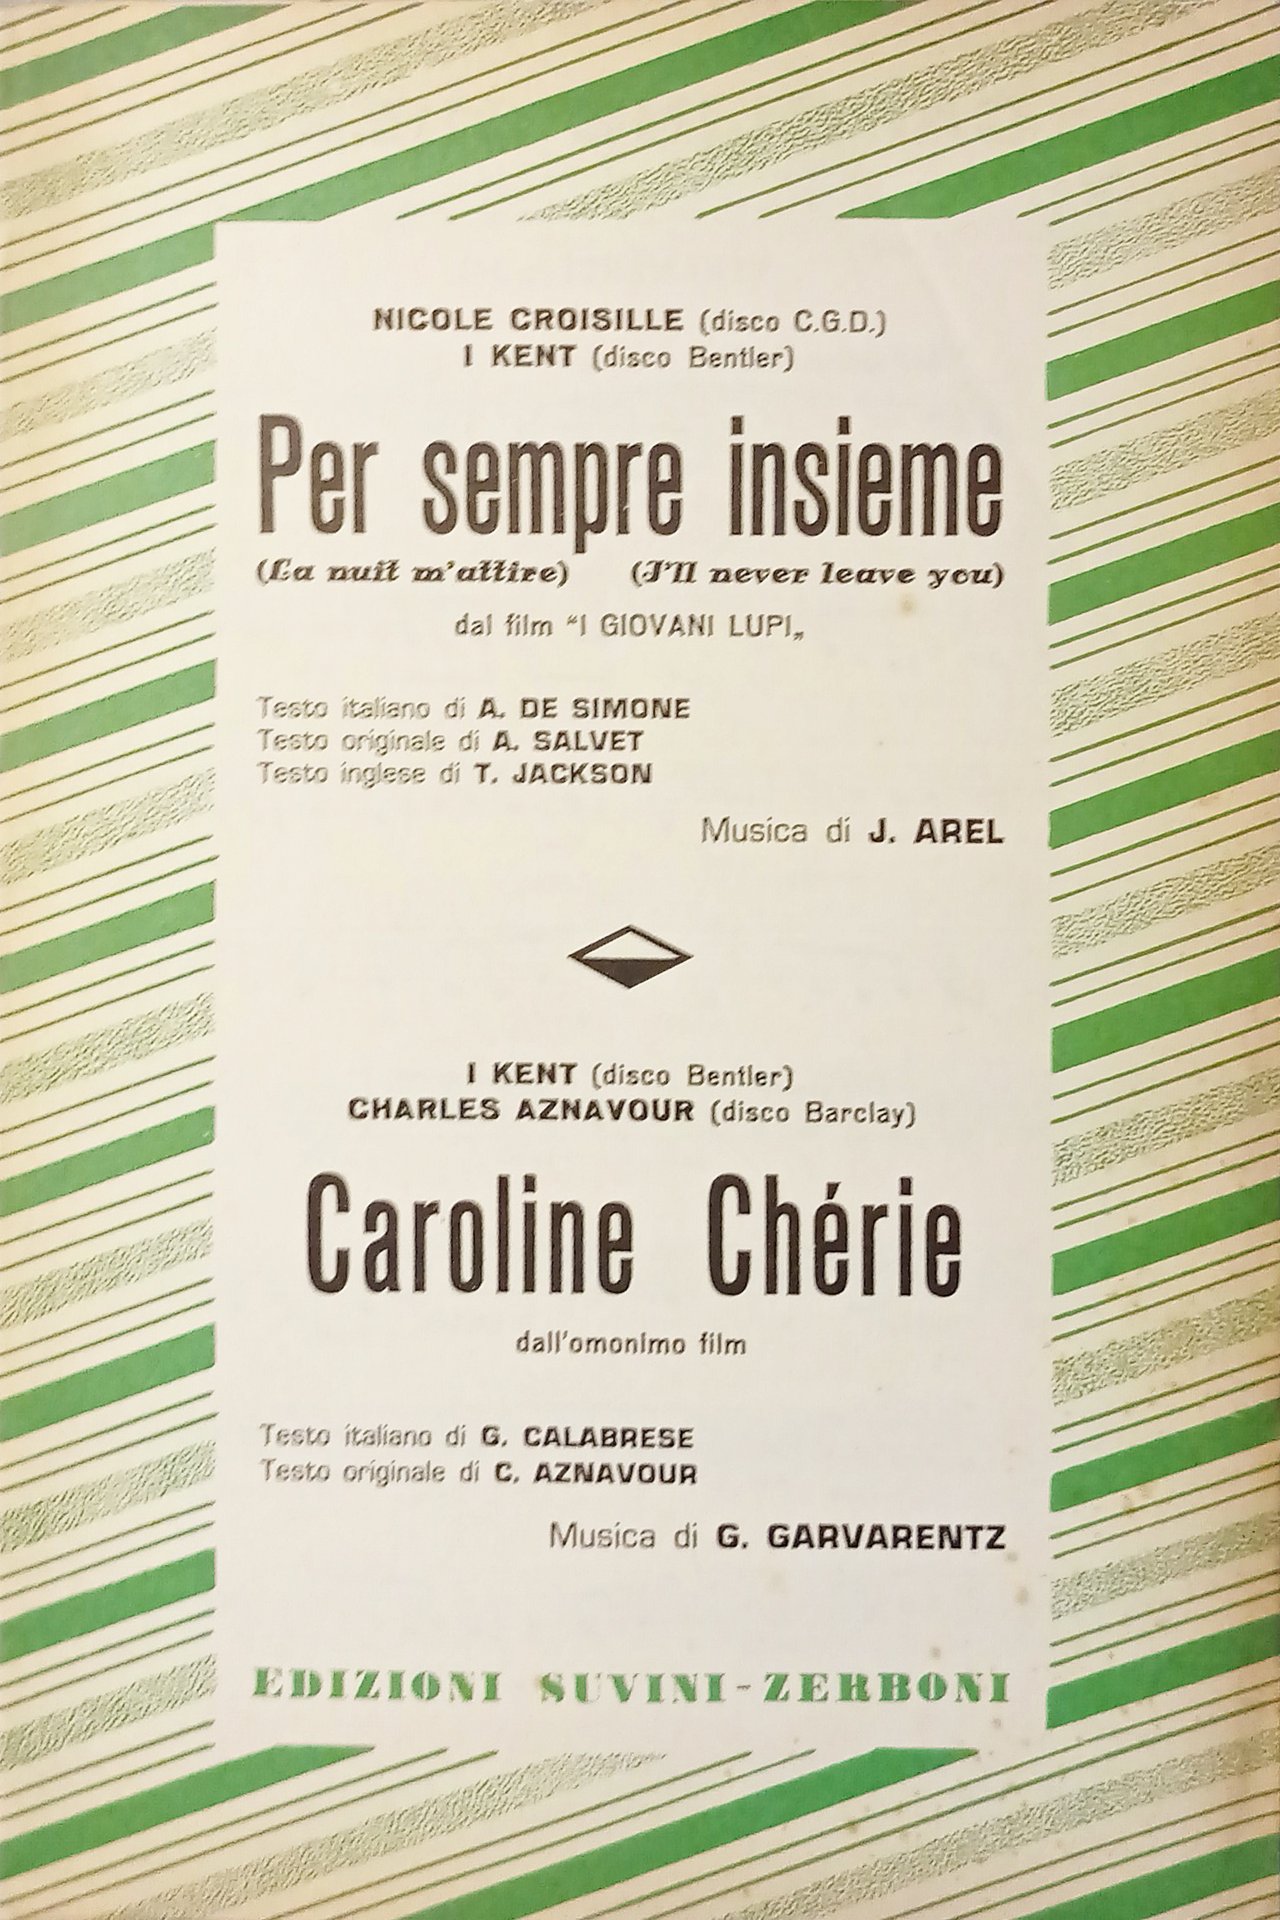 NICOLE CROISILLE (disco C.G.D.)
I KENT (disco Bentler)
Per sempre insieme
(La nuit m'attire) (I'll never leave you)
dal film “I GIOVANI LUPI„
Testo italiano di A. DE SIMONE
Testo originale di A. SALVET
Testo inglese di T. JACKSON
Musica di J. AREL
I KENT (disco Bentler)
CHARLES AZNAVOUR (disco Barclay)
Caroline Chérie
dall'omonimo film
Testo italiano di G. CALABRESE
Testo originale di C. AZNAVOUR
Musica di G. GARVARENTZ
EDIZIONI SUVINI-ZERBONI